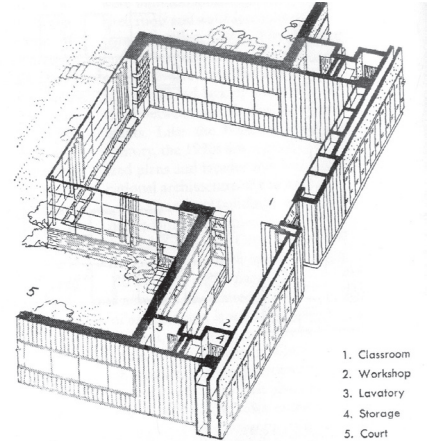 1
5
3
2
4
1. Classroom
2. Workshop
3. Lavatory
4. Storage
5. Court